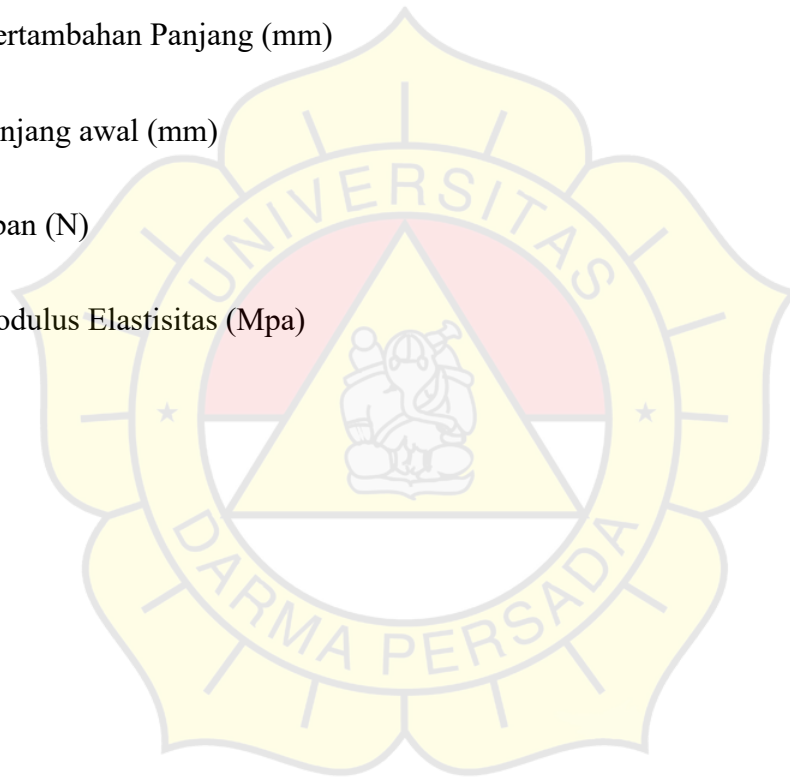 ertambahan Panjang (mm)
njang awal (mm)
ban (N)
odulus Elastisitas (Mpa)
UNIVERSITAS
DARMA PERSADA